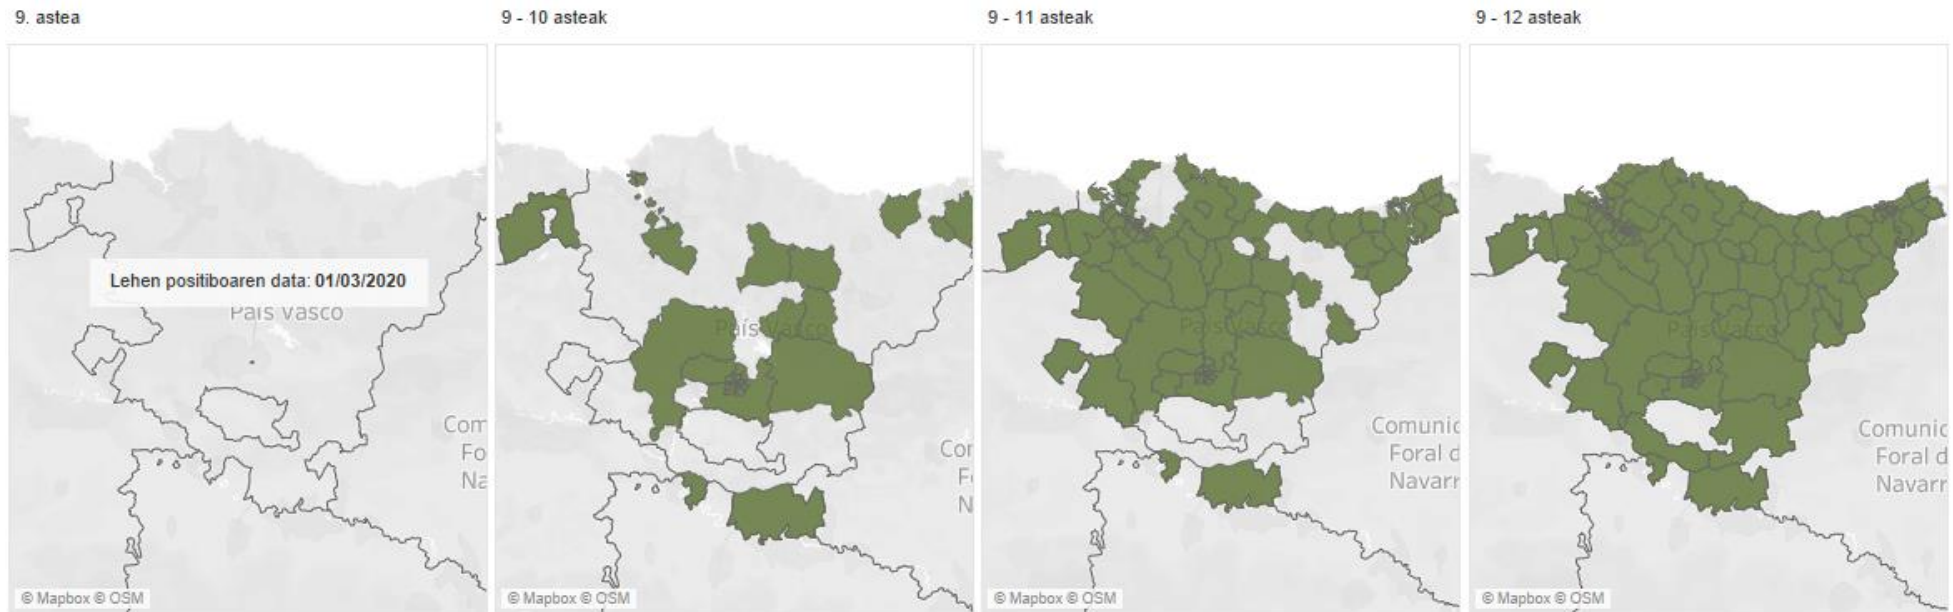 9. astea
9 - 10 asteak
9 - 11 asteak
9 - 12 asteak
Lehen positiboaren data: 01/03/2020
País Vasco
Com
Fo
Na
© Mapbox © OSM
País Vasco
Cor
F
N
© Mapbox © OSM
País Vasco
Comunic
Foral d
Navarr
© Mapbox © OSM
País Vasco
Comunic
Foral d
Navarr
© Mapbox © OSM